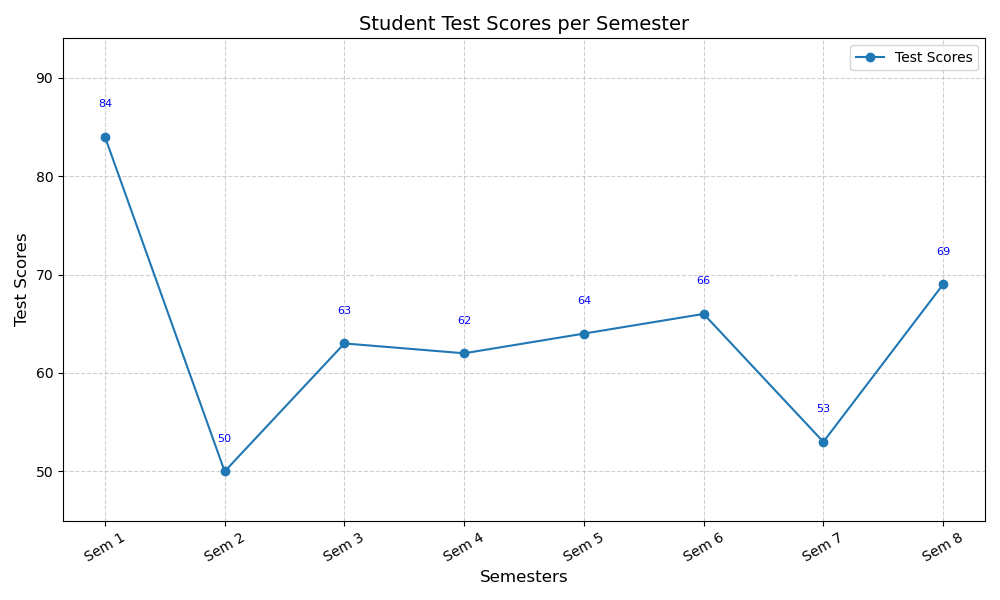 Student Test Scores per Semester
Test Scores
90
80
70
60
50
Test Scores
84
50
63
62
64
66
53
69
Sem 1
Sem 2
Sem 3
Sem 4
Sem 5
Sem 6
Sem 7
Sem 8
Semesters